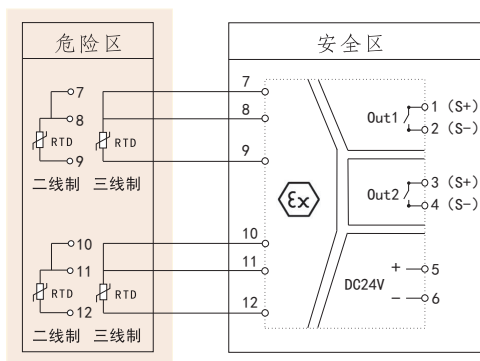 危险区
安全区
7
8
RTD
9
二线制
RTD
三线制
10
11
RTD
12
二线制
RTD
三线制
7
8
9
10
11
12
Ex
Out1
1 (S+)
2 (S-)
Out2
3 (S+)
4 (S-)
DC24V
+
5
-
6